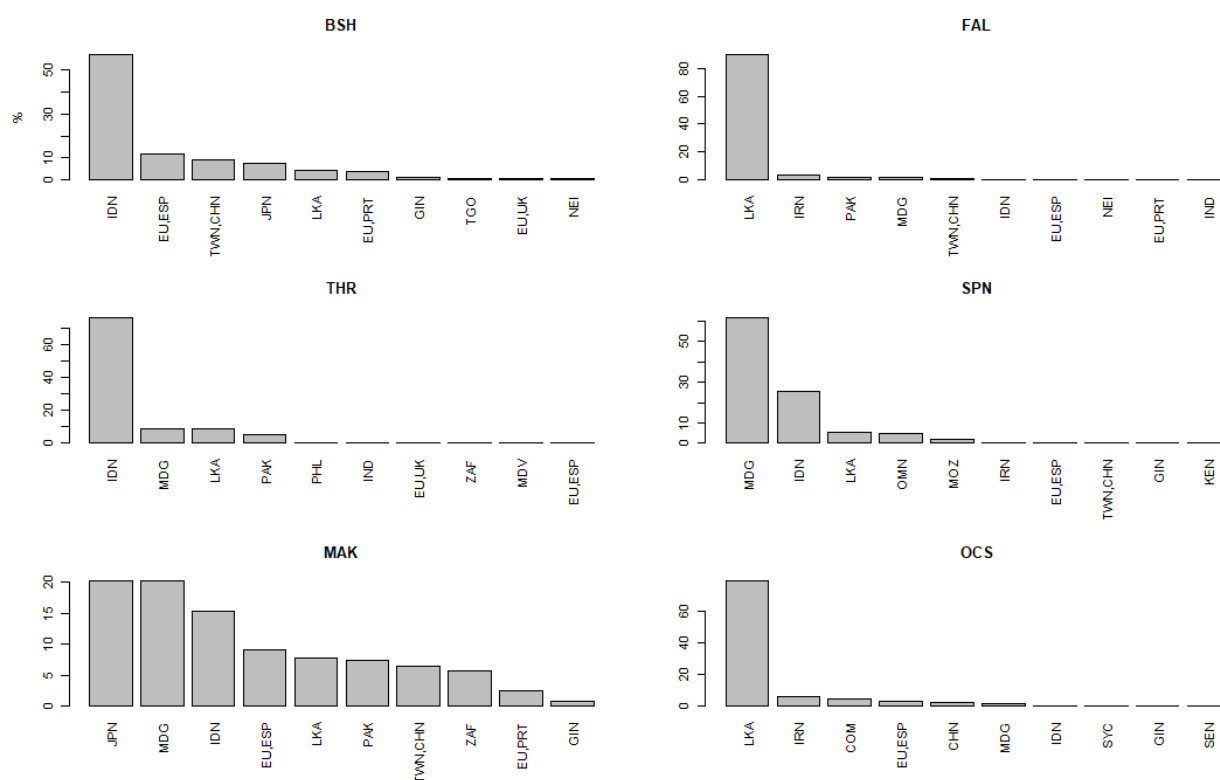 BSH
%
50
30
10
0
IDN
EU,ESP
TWN,CHN
JPN
LKA
EU,PRT
GIN
TGO
EU,UK
NEI
FAL
80
60
40
20
0
LKA
IRN
PAK
MDG
TWN,CHN
IDN
EU,ESP
NEI
EU,PRT
IND
THR
60
40
20
0
IDN
MDG
LKA
PAK
PHL
IND
EU,UK
ZAF
MDV
EU,ESP
SPN
50
30
10
0
MDG
IDN
LKA
OMN
MOZ
IRN
EU,ESP
TWN,CHN
GIN
KEN
MAK
20
15
10
5
0
JPN
MDG
IDN
EU,ESP
LKA
PAK
TWN,CHN
ZAF
EU,PRT
GIN
OCS
60
40
20
0
LKA
IRN
COM
EU,ESP
CHN
MDG
IDN
SYC
GIN
SEN